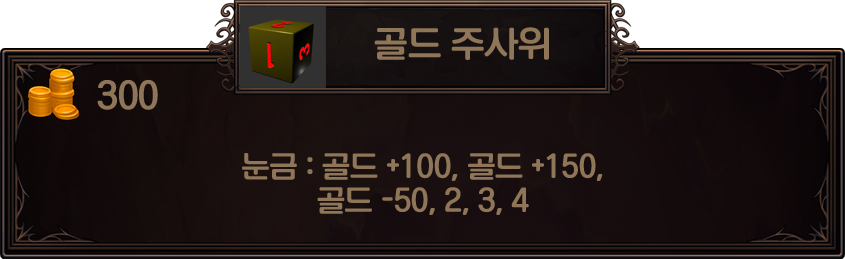 골드 주사위
300
눈금 : 골드 +100, 골드 +150,
골드 -50, 2, 3, 4